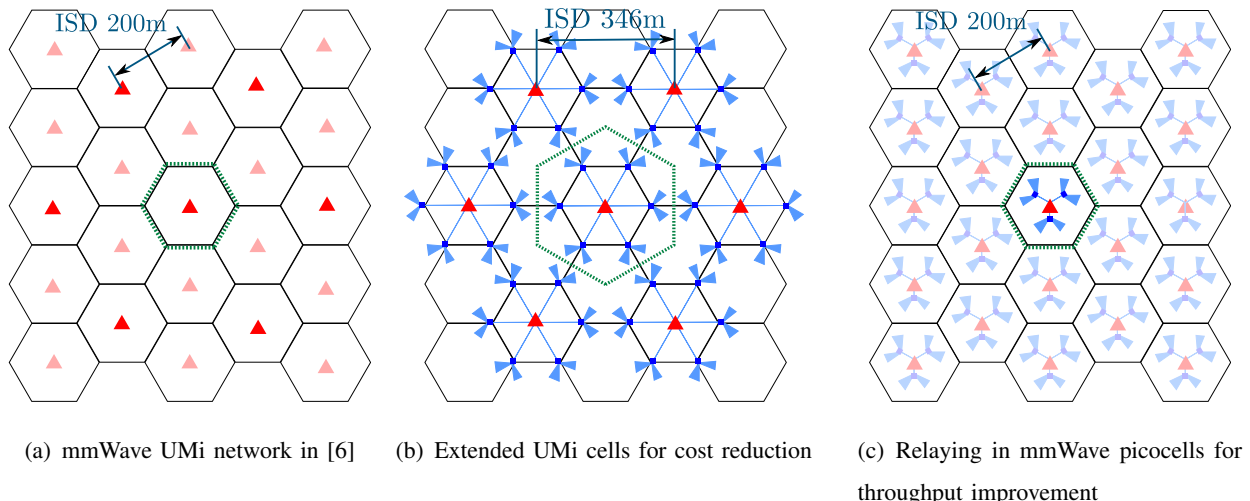 ISD 200m
ISD 346m
ISD 200m
(a) mmWave UMi network in [6]
(b) Extended UMi cells for cost reduction
(c) Relaying in mmWave picocells for
throughput improvement